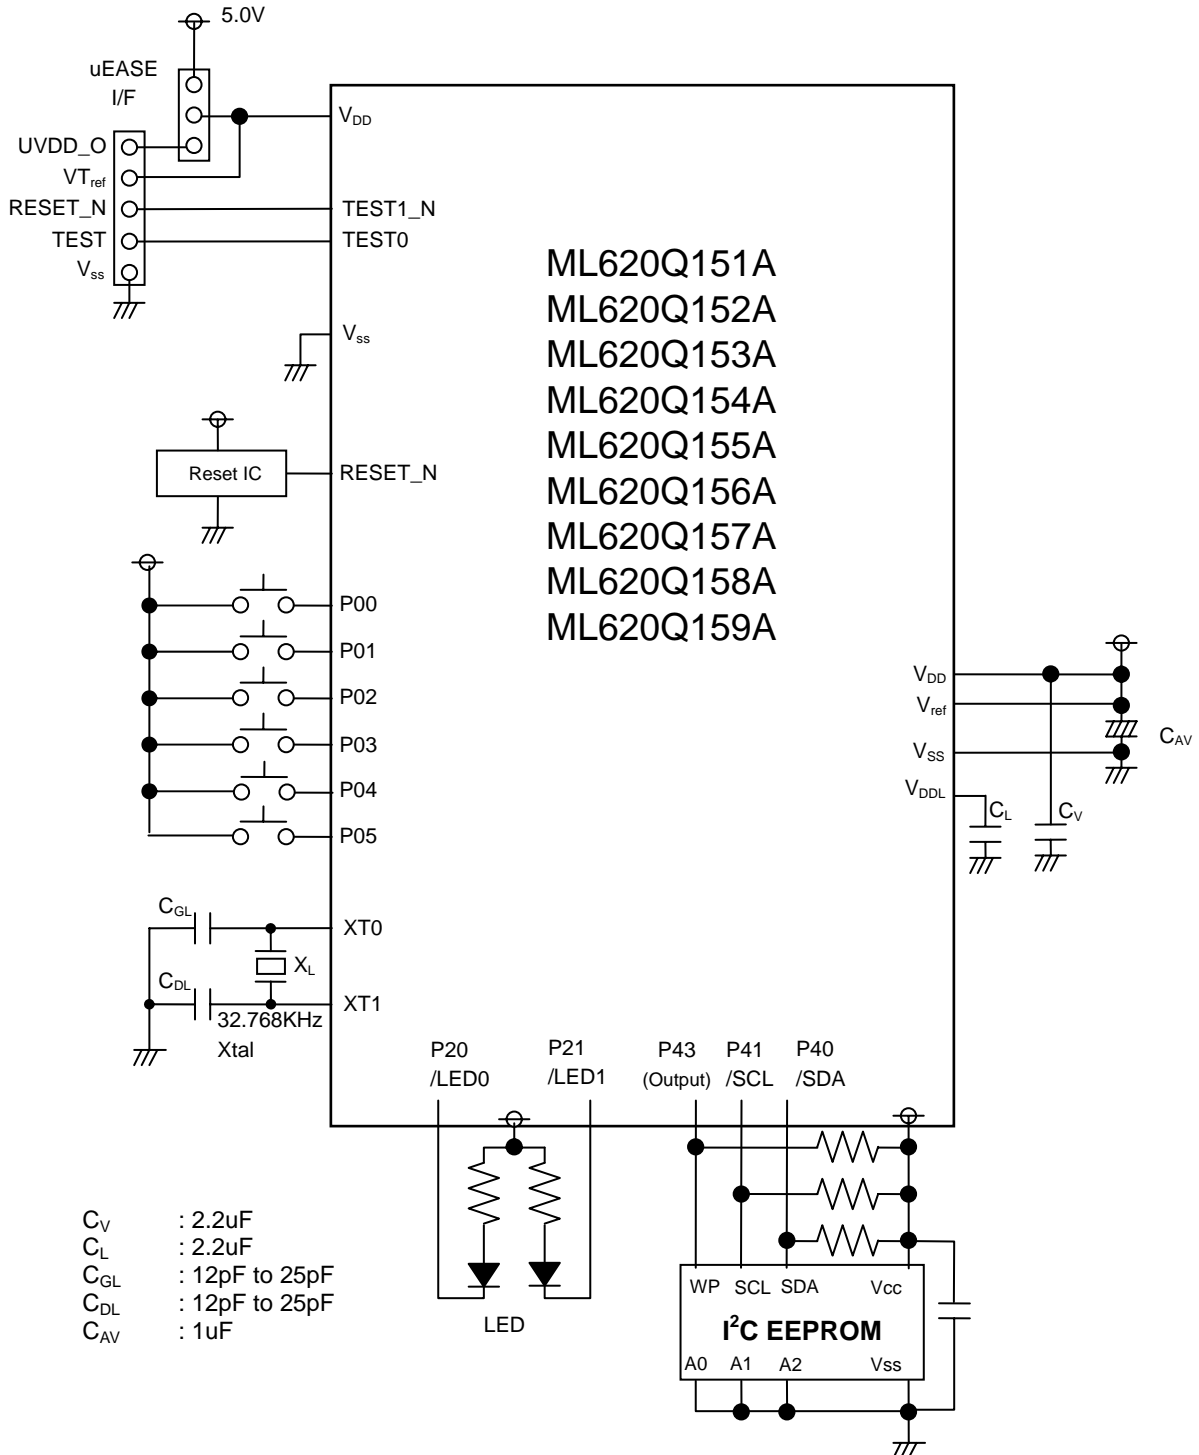 5.0V
uEASE
I/F
UVDD_O
VTref
RESET_N
TEST
Vss
VDD
TEST1_N
TEST0
Vss
ML620Q151A
ML620Q152A
ML620Q153A
ML620Q154A
ML620Q155A
ML620Q156A
ML620Q157A
ML620Q158A
ML620Q159A
Reset IC
RESET_N
P00
P01
P02
P03
P04
P05
VDD
Vref
VSS
VDDL
CAV
CL
CV
CGL
XT0
XL
CDL
XT1
32.768KHz
Xtal
P20
/LED0
P21
/LED1
P43
(Output)
P41
/SCL
P40
/SDA
LED
WP SCL SDA Vcc
I²C EEPROM
A0 A1 A2 Vss
CV : 2.2uF
CL : 2.2uF
CGL : 12pF to 25pF
CDL : 12pF to 25pF
CAV : 1uF